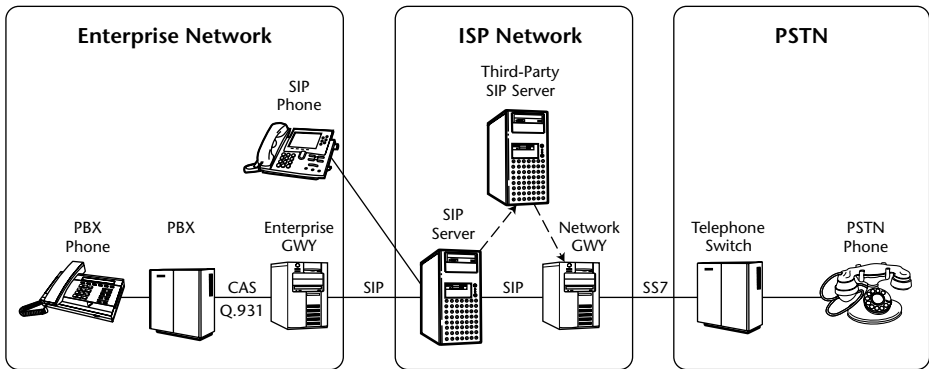 Enterprise Network
ISP Network
PSTN
Third-Party
SIP Server
SIP
Phone
PBX
Phone
PBX
Enterprise
GWY
SIP
Server
Network
GWY
Telephone
Switch
PSTN
Phone
CAS
Q.931
SIP
SIP
SS7